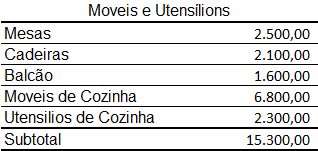 Moveis e Utensílions
Mesas 2.500,00
Cadeiras 2.100,00
Balcão 1.600,00
Moveis de Cozinha 6.800,00
Utensilios de Cozinha 2.300,00
Subtotal 15.300,00